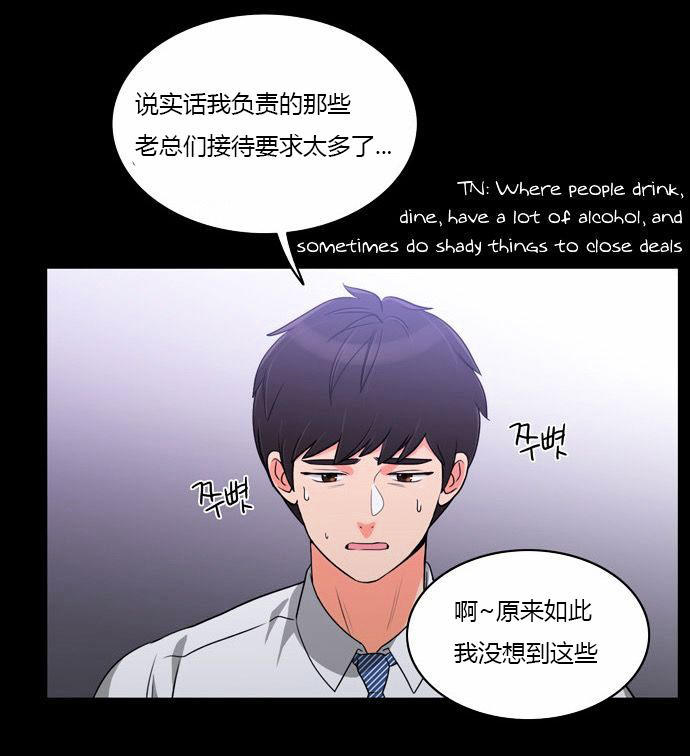 说实话我负责的那些
老总们接待要求太多了...
TN: Where people drink,
dine, have a lot of alcohol, and
sometimes do shady things to close deals
쭈뼛
쭈뼛
啊~原来如此
我没想到这些